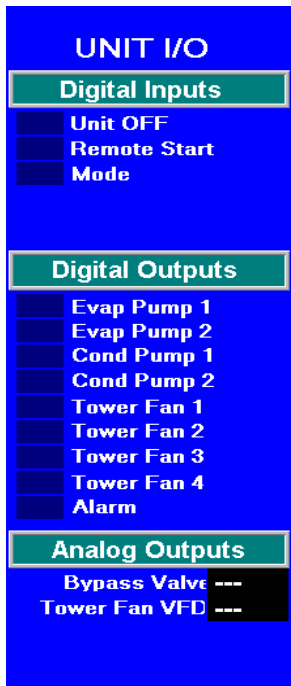 UNIT I/O
Digital Inputs
Unit OFF
Remote Start
Mode
Digital Outputs
Evap Pump 1
Evap Pump 2
Cond Pump 1
Cond Pump 2
Tower Fan 1
Tower Fan 2
Tower Fan 3
Tower Fan 4
Alarm
Analog Outputs
Bypass Valve ---
Tower Fan VFD ---